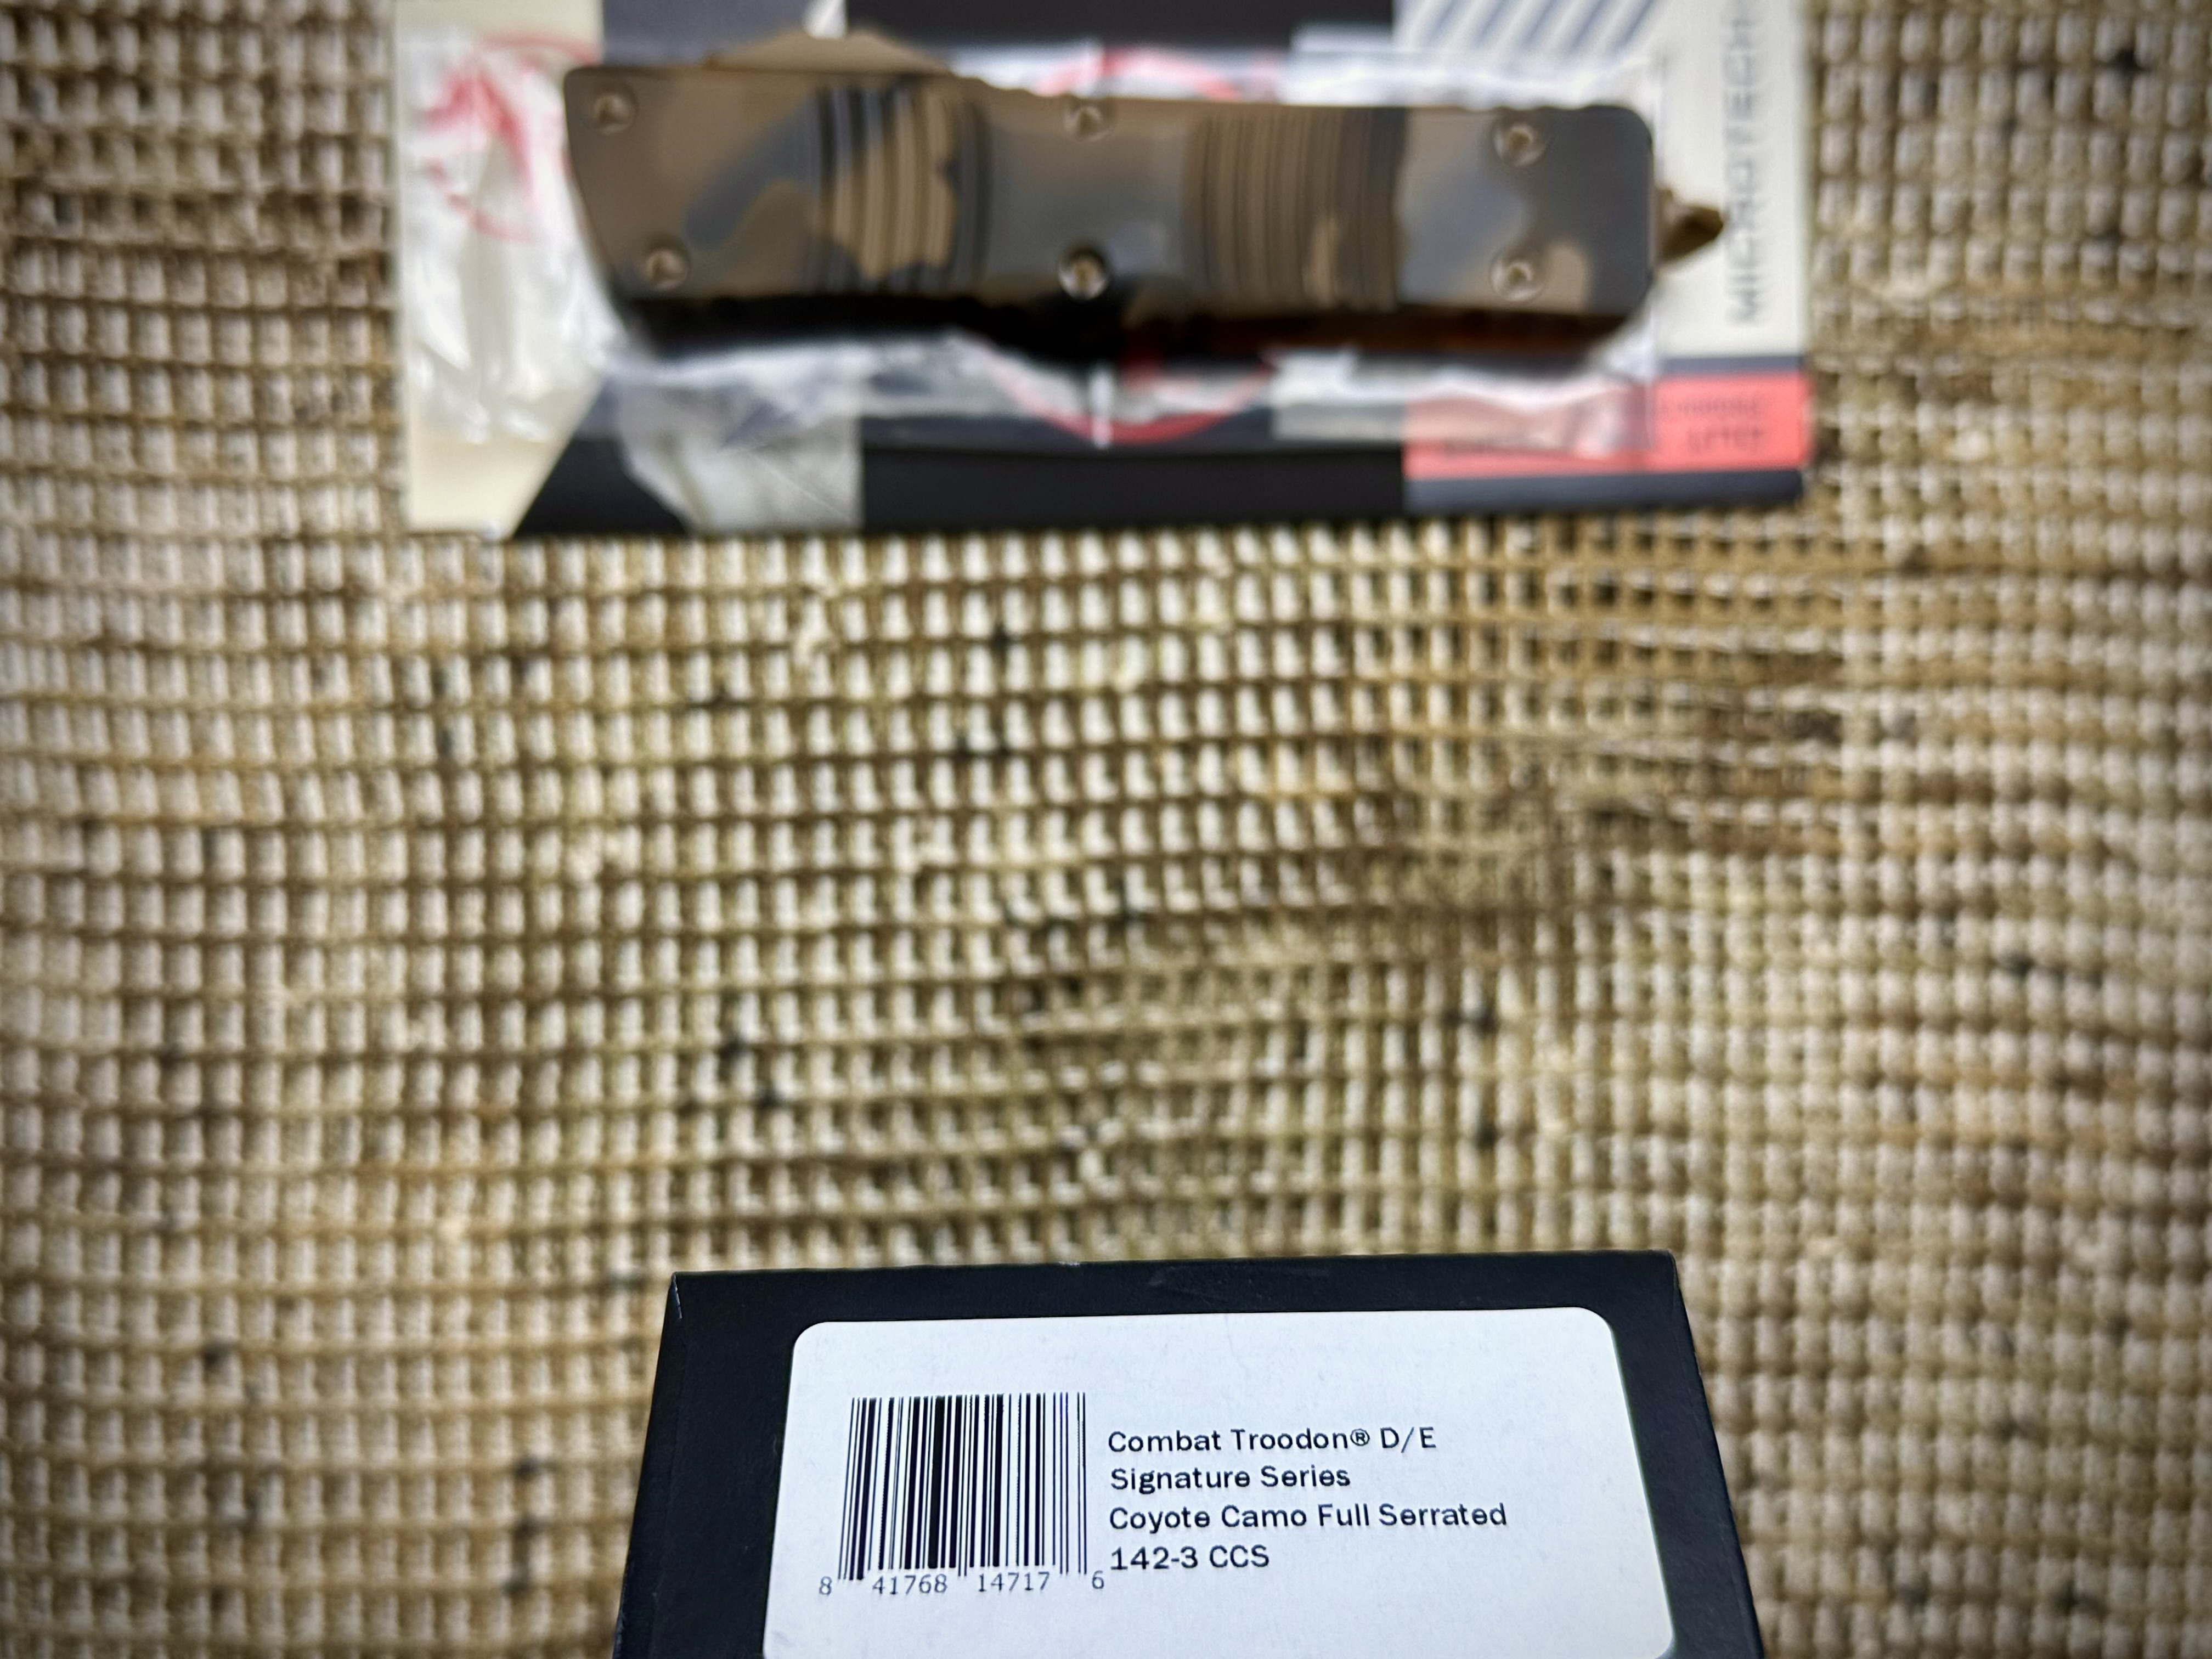 MICROTECH
Combat Troodon® D/E
Signature Series
Coyote Camo Full Serrated
142-3 CCS
8 41768 14717 6